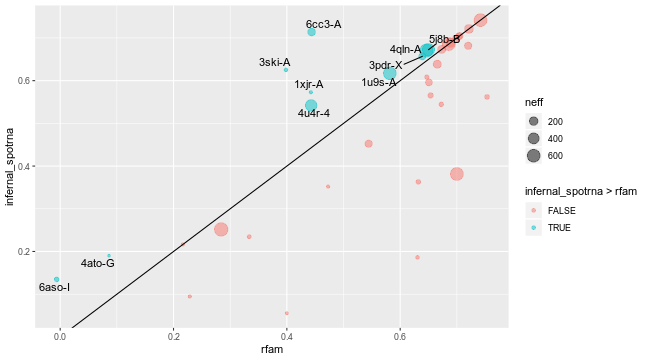 6cc3-A
5j8b-B
4qln-A
3ski-A
3pdr-X
1xjr-A
1u9s-A
4u4r-4
4ato-G
6aso-I
0.6
0.4
0.2
0.0
0.2
0.4
0.6
rfam
infernal_spotrna
neff
200
400
600
infernal_spotrna > rfam
FALSE
TRUE